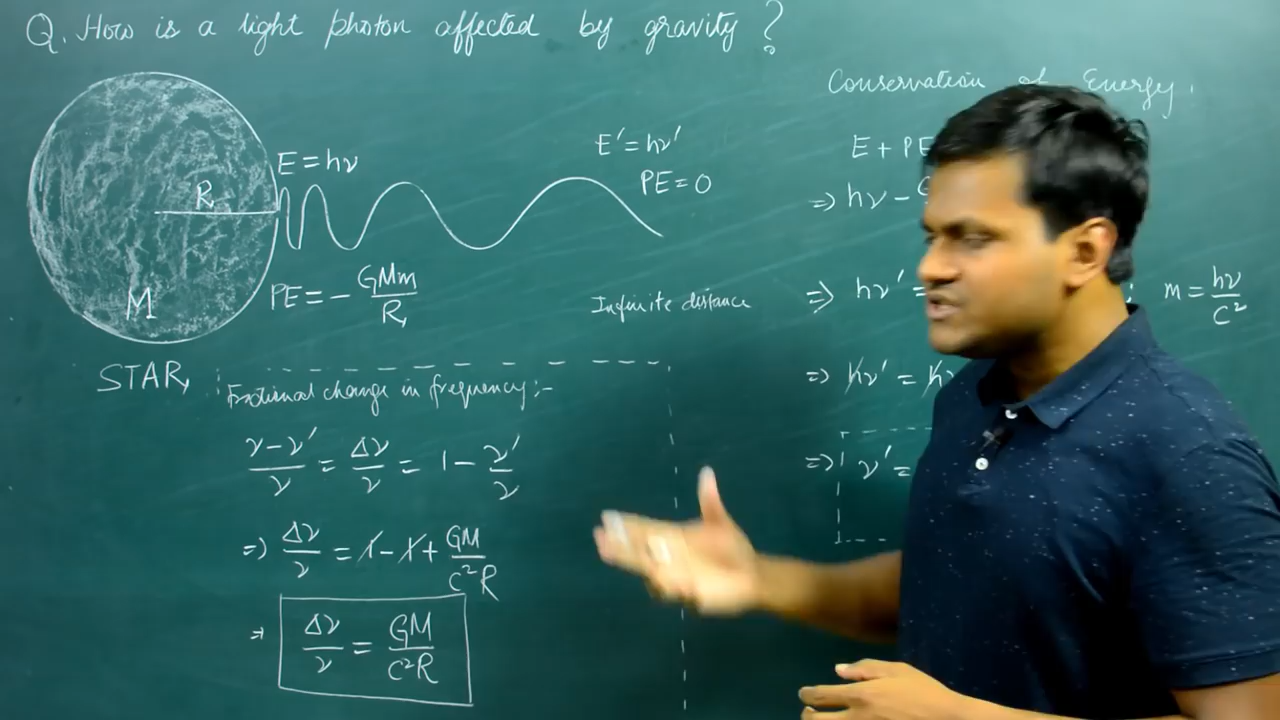 Q. How is a light photon affected by gravity ?
R
M
STAR
E = hν
PE = - GMm/R
E' = hν'
PE = 0
Infinite distance
Fractional change in frequency :-
ν - ν'/ν = Δν/ν = 1 - ν'/ν
⇒ Δν/ν = 1 - 1 + GM/c²R
⇒ Δν/ν = GM/c²R
Conservation of Energy.
E + PE
⇒ hν -
⇒ hν' = ; m = hν/c²
⇒ hν' = hν
⇒ ν' =